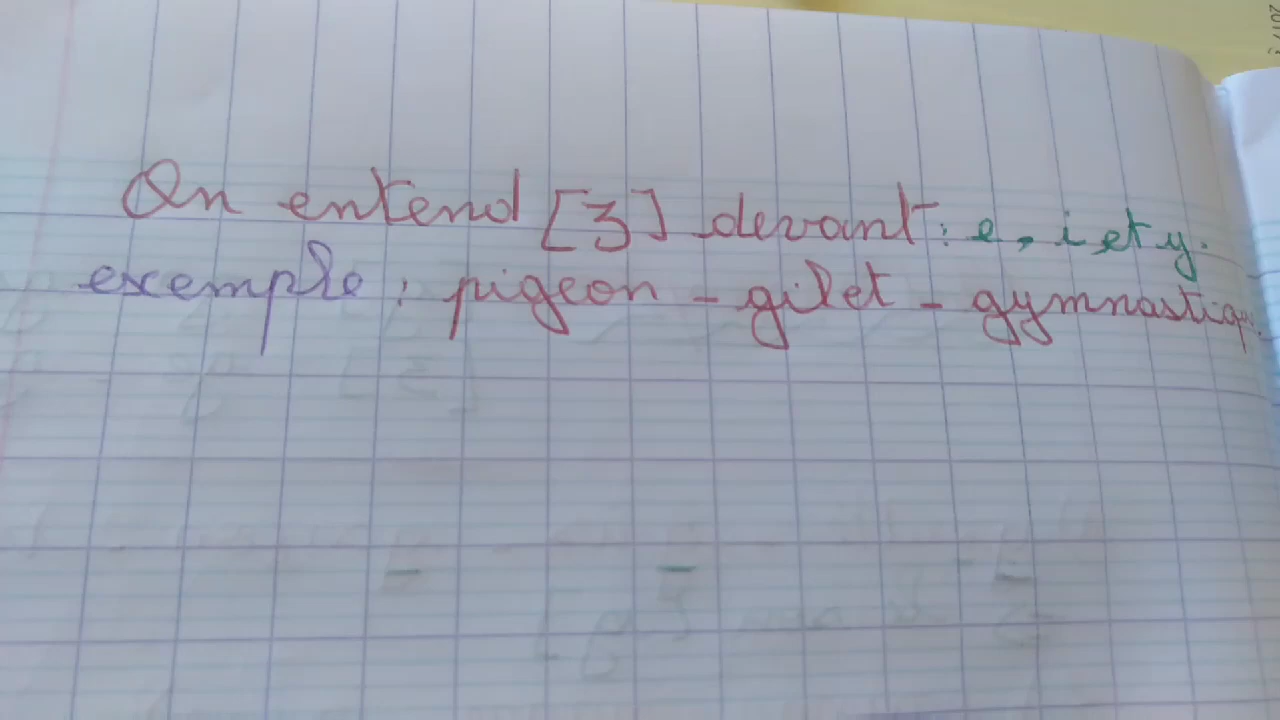 On entend [ʒ] devant : e, i et y.
exemple : pigeon - gilet - gymnastique.